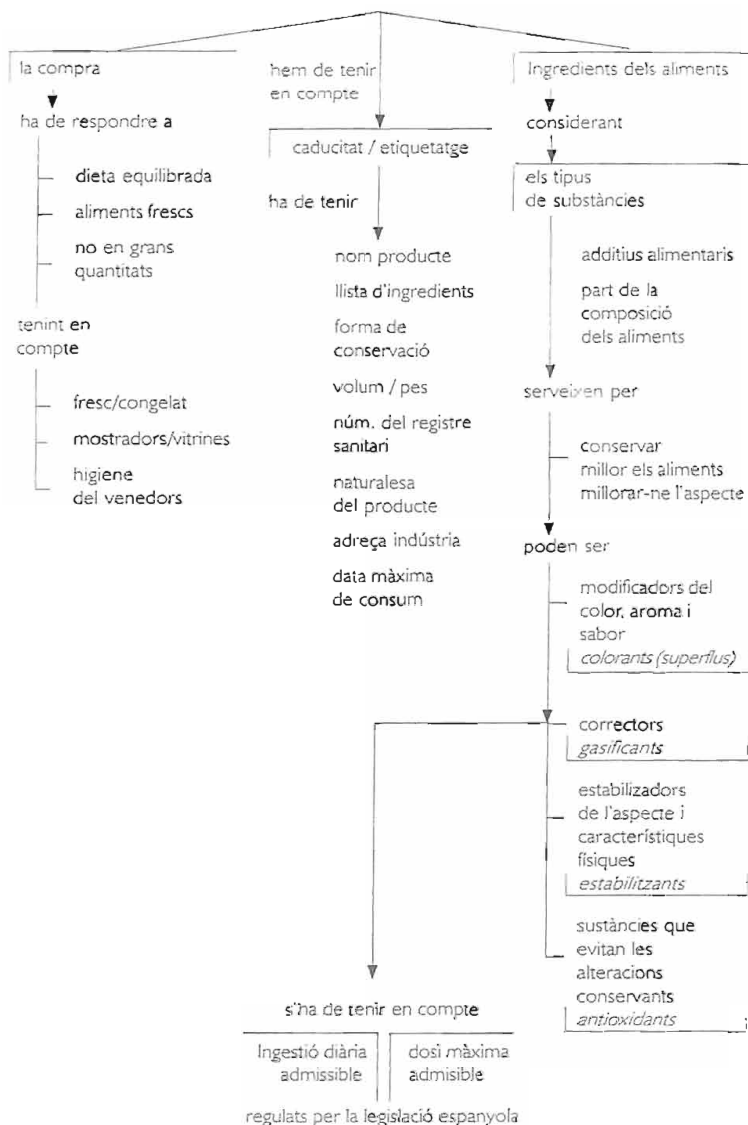 la compra
ha de respondre a
dieta equilibrada
aliments frescs
no en grans
quantitats
tenint en
compte
fresc/congelat
mostradors/vitrines
higiene
del venedors
hem de tenir
en compte
caducitat / etiquetatge
ha de tenir
nom producte
llista d'ingredients
forma de
conservació
volum / pes
núm. del registre
sanitari
naturalesa
del producte
adreça indústria
data màxima
de consum
Ingredients dels aliments
considerant
els tipus
de substàncies
additius alimentaris
part de la
composició
dels aliments
serveixen per
conservar
millor els aliments
millorar-ne l'aspecte
poden ser
modificadors del
color, aroma i
sabor
colorants (superflus)
correctors
gasificants
estabilizadors
de l'aspecte i
característiques
físiques
estabilitzants
sustàncies que
evitan les
alteracions
conservants
antioxidants
s'ha de tenir en compte
Ingestió diària
admissible
dosi màxima
admisible
regulats per la legislació espanyola